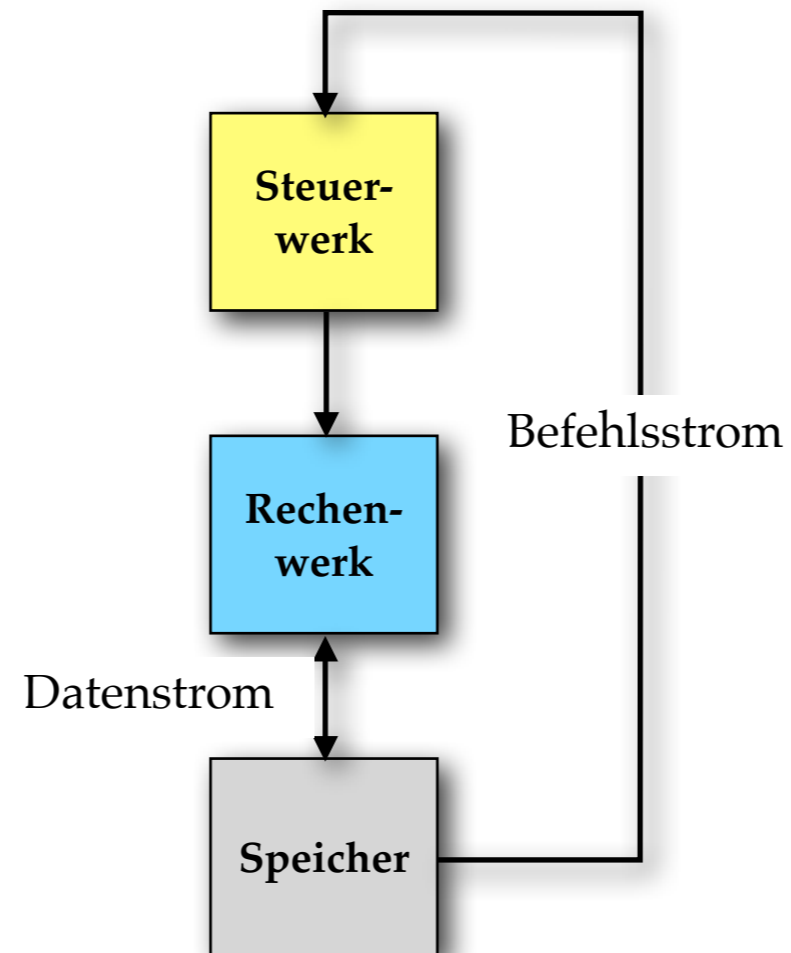 Steuer-
werk
Befehlsstrom
Rechen-
werk
Datenstrom
Speicher